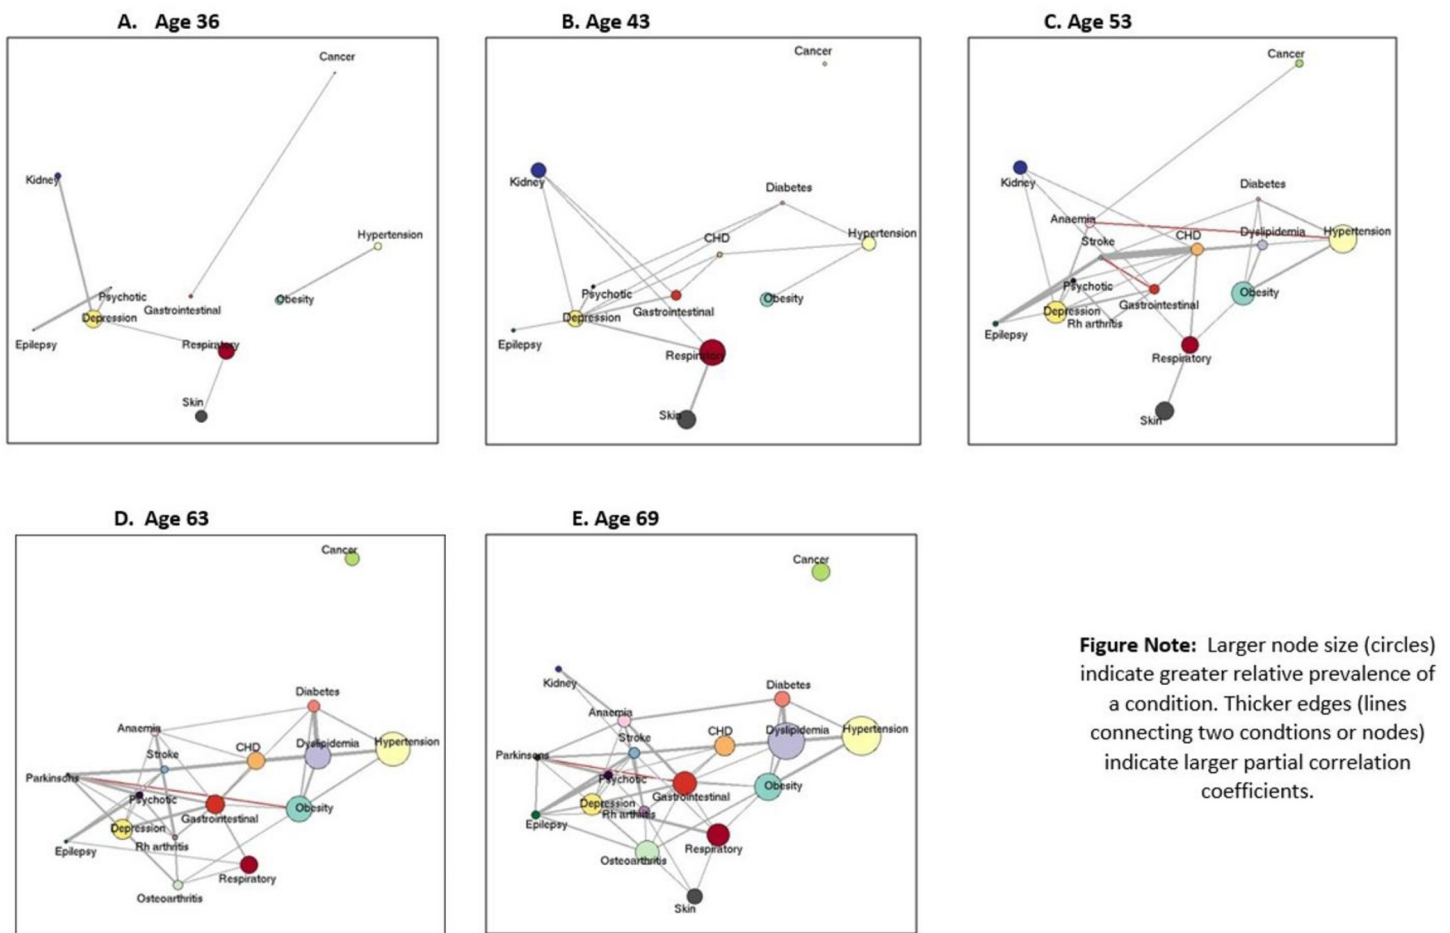 A. Age 36
Cancer
Kidney
Hypertension
Psychotic
Obesity
Gastrointestinal
Depression
Epilepsy
Respiratory
Skin
B. Age 43
Cancer
Kidney
Diabetes
Hypertension
CHD
Psychotic
Obesity
Gastrointestinal
Depression
Epilepsy
Respiratory
Skin
C. Age 53
Cancer
Kidney
Diabetes
Anaemia
Hypertension
Stroke
CHD
Dyslipidemia
Psychotic
Obesity
Gastrointestinal
Depression
Rh arthritis
Epilepsy
Respiratory
Skin
D. Age 63
Cancer
Diabetes
Anaemia
Hypertension
Stroke
CHD
Dyslipidemia
Parkinsons
Psychotic
Obesity
Gastrointestinal
Depression
Rh arthritis
Epilepsy
Respiratory
Osteoarthritis
E. Age 69
Cancer
Kidney
Diabetes
Anaemia
Hypertension
Stroke
CHD
Dyslipidemia
Parkinsons
Psychotic
Obesity
Gastrointestinal
Depression
Rh arthritis
Epilepsy
Respiratory
Osteoarthritis
Skin
Figure Note: Larger node size (circles)
indicate greater relative prevalence of
a condition. Thicker edges (lines
connecting two condtions or nodes)
indicate larger partial correlation
coefficients.